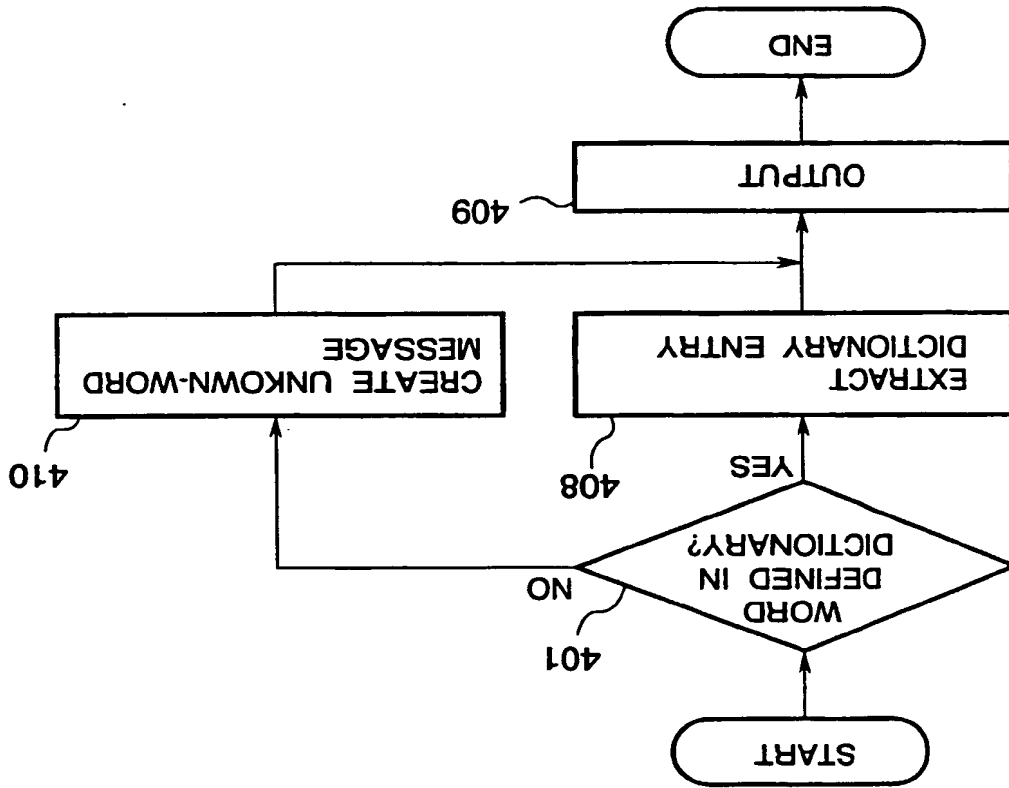 START
401
WORD
DEFINED IN
DICTIONARY?
NO
YES
408
EXTRACT
DICTIONARY ENTRY
410
CREATE UNKOWN-WORD
MESSAGE
409
OUTPUT
END